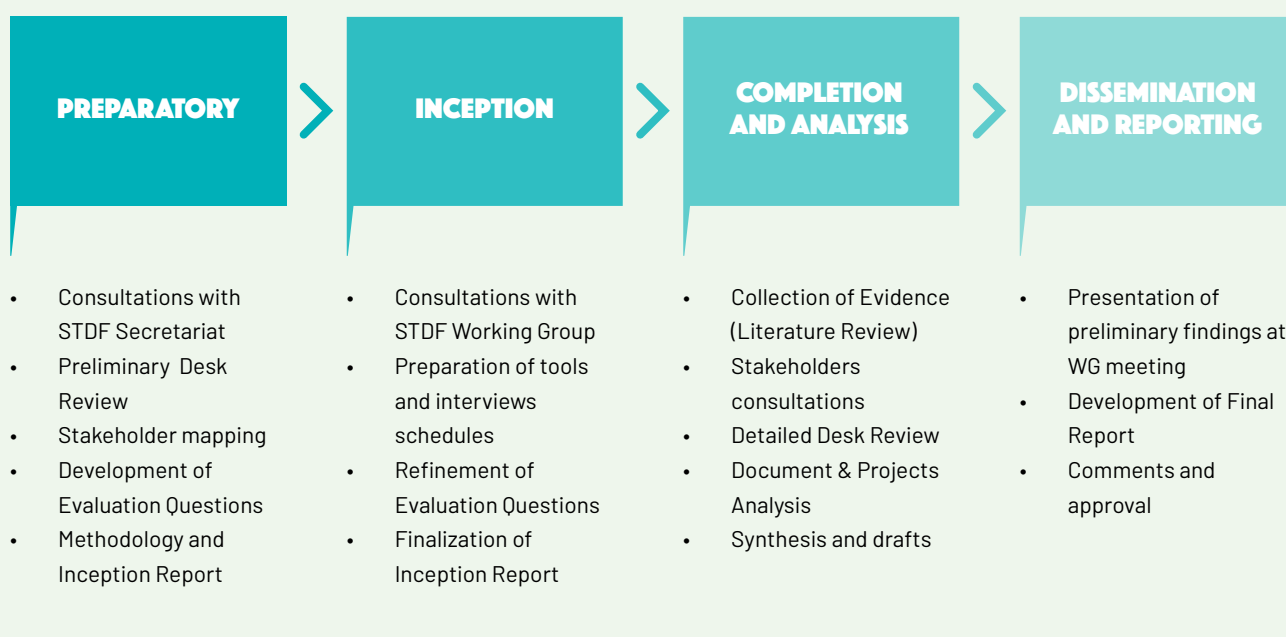 PREPARATORY
INCEPTION
COMPLETION
AND ANALYSIS
DISSEMINATION
AND REPORTING
• Consultations with
STDF Secretariat
• Preliminary Desk
Review
• Stakeholder mapping
• Development of
Evaluation Questions
• Methodology and
Inception Report
• Consultations with
STDF Working Group
• Preparation of tools
and interviews
schedules
• Refinement of
Evaluation Questions
• Finalization of
Inception Report
• Collection of Evidence
(Literature Review)
• Stakeholders
consultations
• Detailed Desk Review
• Document & Projects
Analysis
• Synthesis and drafts
• Presentation of
preliminary findings at
WG meeting
• Development of Final
Report
• Comments and
approval